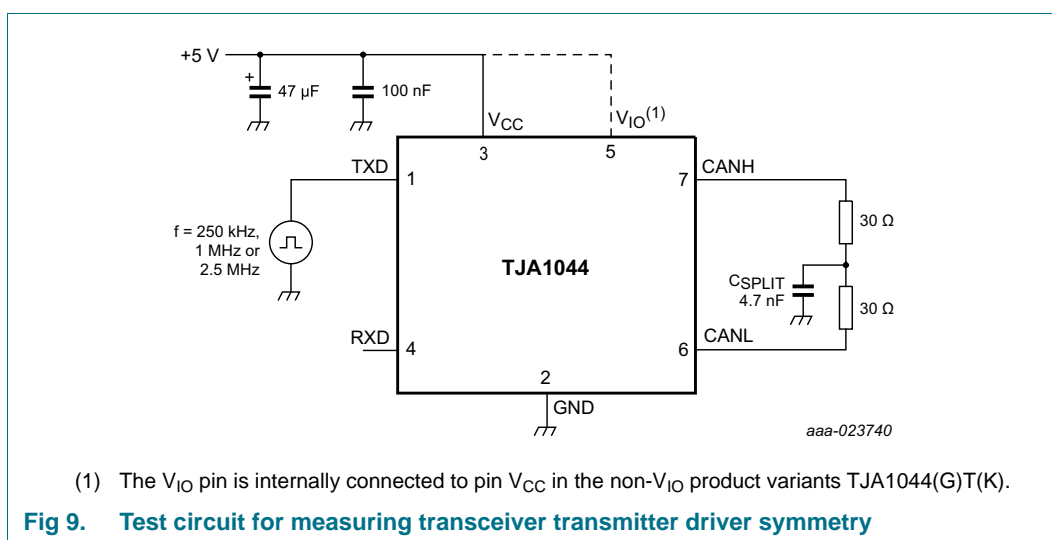 +5 V
+
47 µF
100 nF
VCC
VIO(1)
3
5
TXD
1
7
CANH
f = 250 kHz,
1 MHz or
2.5 MHz
30 Ω
TJA1044
CSPLIT
4.7 nF
30 Ω
RXD
4
6
CANL
2
GND
aaa-023740
(1) The VIO pin is internally connected to pin VCC in the non-VIO product variants TJA1044(G)T(K).
Fig 9. Test circuit for measuring transceiver transmitter driver symmetry